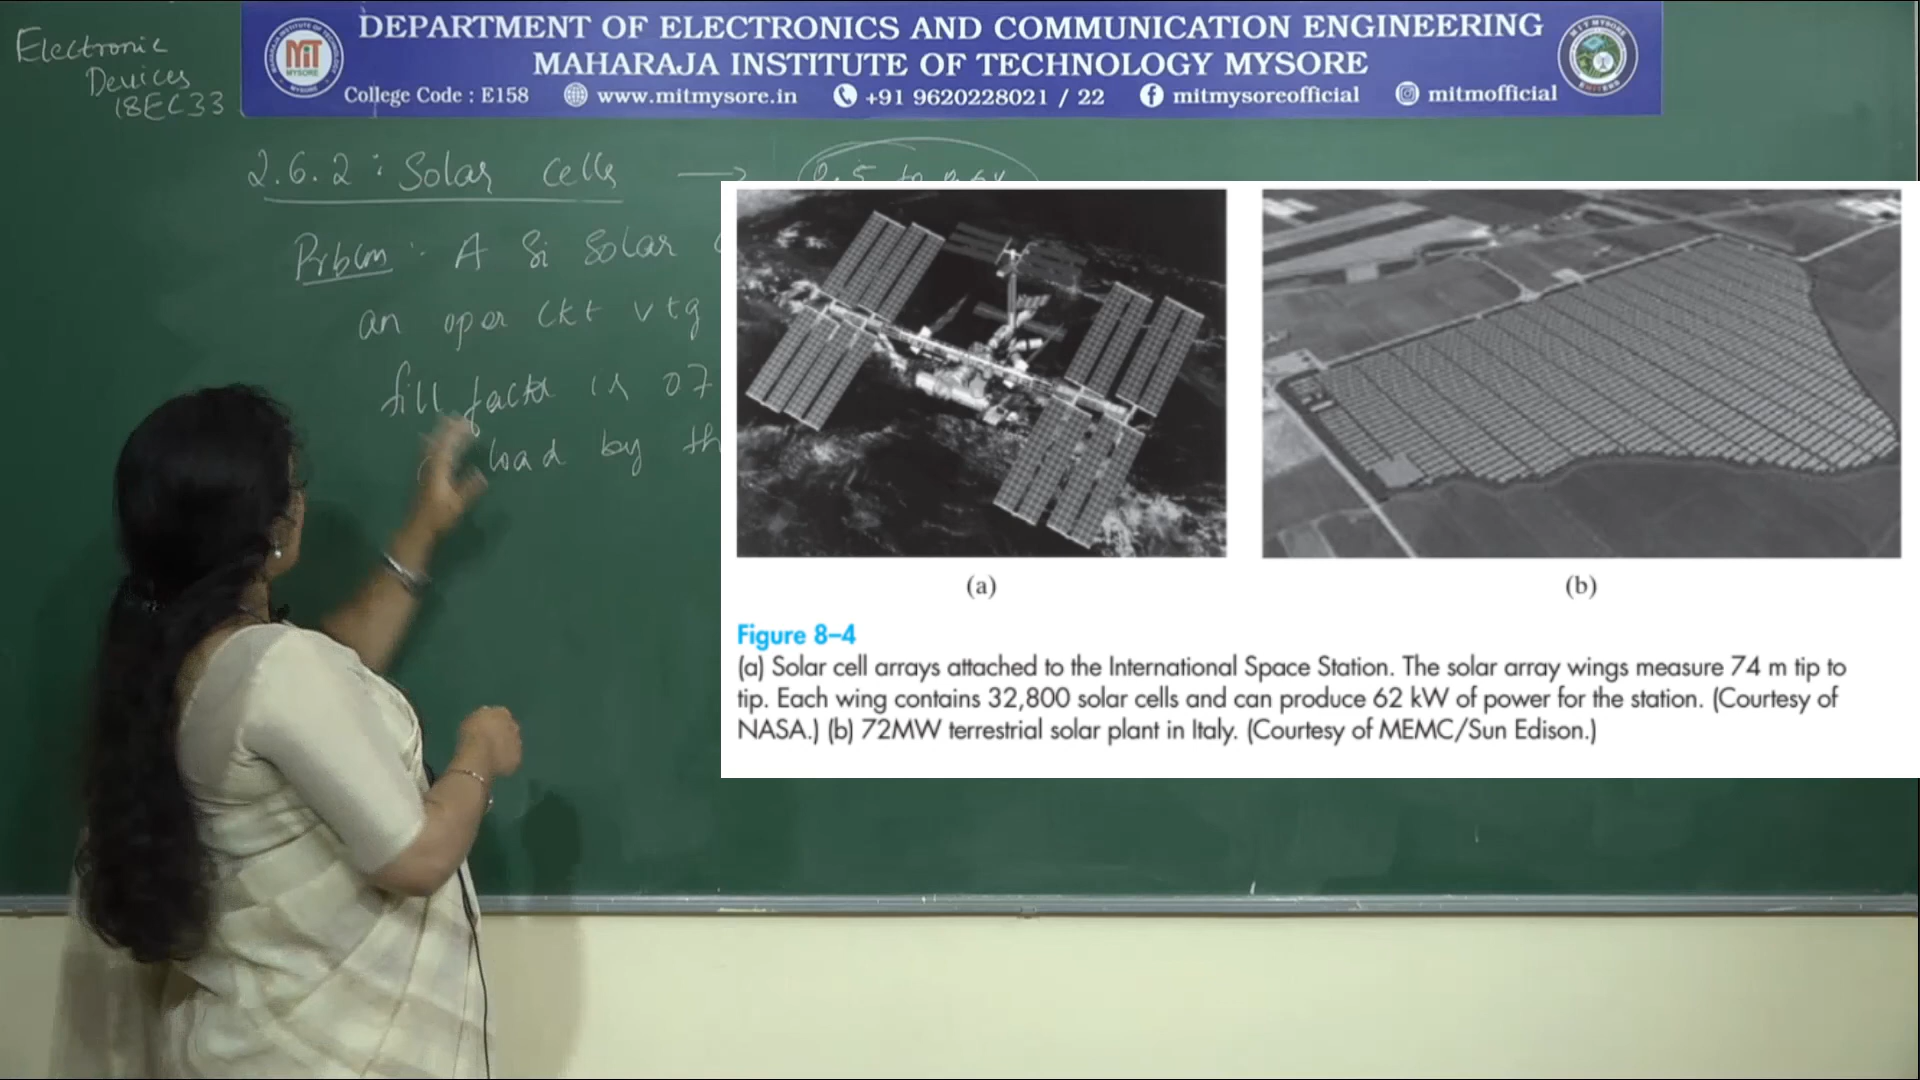 Electronic
Devices
18EC33
DEPARTMENT OF ELECTRONICS AND COMMUNICATION ENGINEERING
MAHARAJA INSTITUTE OF TECHNOLOGY MYSORE
College Code : E158 www.mitmysore.in +91 9620228021 / 22 mitmysoreofficial mitmofficial
MIT
MYSORE
2.6.2 : Solar cells → 0.5 to
Prblm : A Si Solar
an open ckt vtg
fill factor is 07
load by th
(a)
(b)
Figure 8–4
(a) Solar cell arrays attached to the International Space Station. The solar array wings measure 74 m tip to
tip. Each wing contains 32,800 solar cells and can produce 62 kW of power for the station. (Courtesy of
NASA.) (b) 72MW terrestrial solar plant in Italy. (Courtesy of MEMC/Sun Edison.)